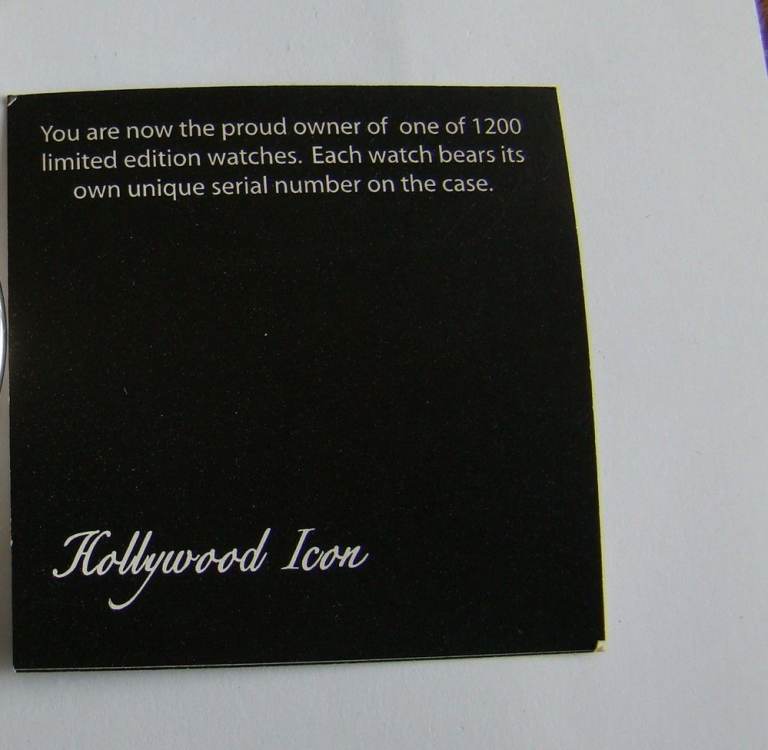 You are now the proud owner of one of 1200
limited edition watches. Each watch bears its
own unique serial number on the case.
Hollywood Icon